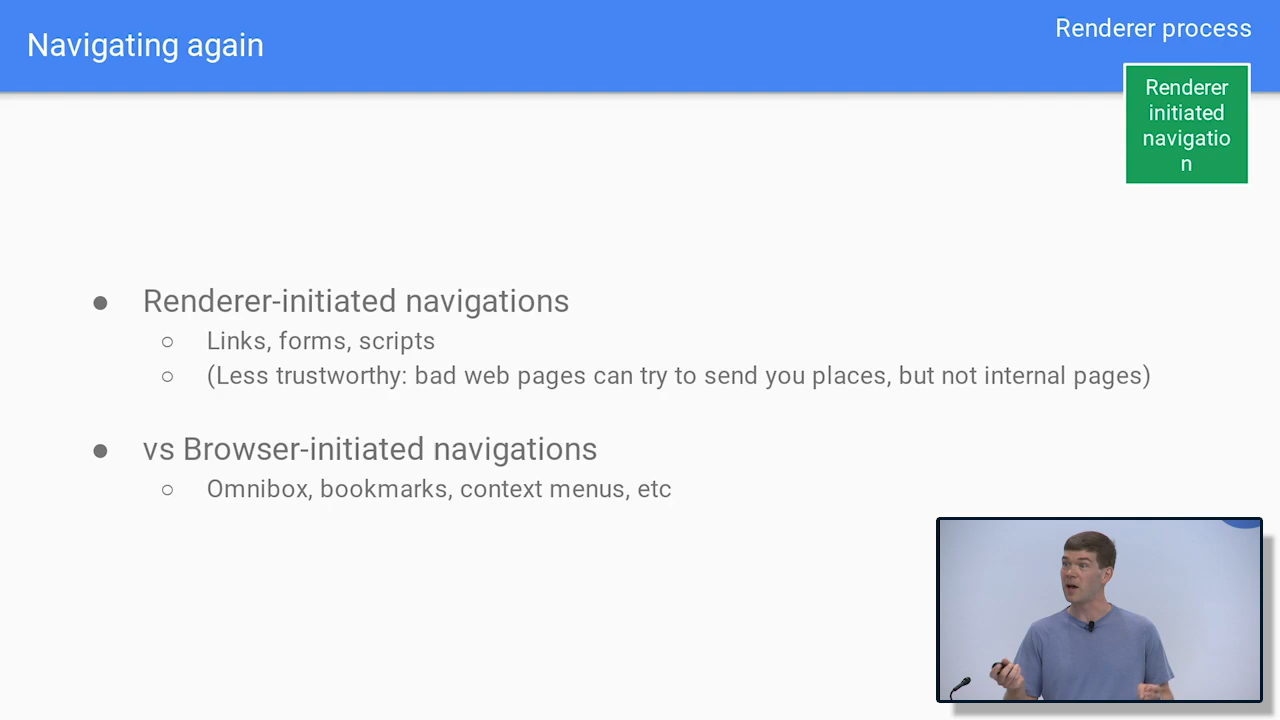 Navigating again
Renderer process
Renderer
initiated
navigatio
n
● Renderer-initiated navigations
○ Links, forms, scripts
○ (Less trustworthy: bad web pages can try to send you places, but not internal pages)
● vs Browser-initiated navigations
○ Omnibox, bookmarks, context menus, etc